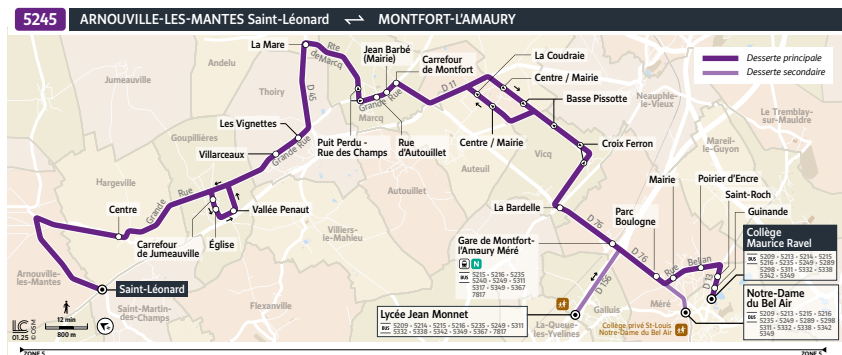 5245 ARNOUVILLE-LES-MANTES Saint-Léonard ⇌ MONTFORT-L'AMAURY
Desserte principale
Desserte secondaire
La Mare
Rte
de Marcq
Jean Barbé
(Mairie)
Carrefour
de Montfort
La Coudraie
Centre / Mairie
Basse Pissotte
Andelu
Jumeauville
Thoiry
D 45
D 11
Grande Rue
Marcq
Neauphle-
le-Vieux
Le Tremblay-
sur-Mauldre
Mareil-
le-Guyon
Les Vignettes
Goupillières
Villarceaux
Grande Rue
Puit Perdu -
Rue des Champs
Rue
d'Autouillet
Centre / Mairie
Croix Ferron
Vicq
Auteuil
Autouillet
Hargeville
Grande Rue
Centre
Carrefour
de Jumeauville
Église
Vallée Penaut
Villiers-
le-Mahieu
La Bardelle
D 76
Parc
Boulogne
Mairie
Poirier d'Encre
Saint-Roch
Guinande
Gare de Montfort-
l'Amaury Méré
N
BUS
5215 • 5216 • 5235
5240 • 5249 • 5311
5317 • 5349 • 5367
7817
D 76
D 156
Rue Beljan
D 13
Collège
Maurice Ravel
BUS
5209 • 5213 • 5214 • 5215
5216 • 5235 • 5249 • 5289
5298 • 5311 • 5332 • 5338
5342 • 5349
Notre-Dame
du Bel Air
BUS
5209 • 5213 • 5215 • 5216
5235 • 5249 • 5289 • 5298
5311 • 5332 • 5338 • 5342
5349
Arnouville-
les-Mantes
Saint-Léonard
Saint-Martin-
des-Champs
Flexanville
Lycée Jean Monnet
BUS
5209 • 5214 • 5215 • 5216 • 5235 • 5249 • 5311
5332 • 5338 • 5342 • 5349 • 5367 • 7817
La-Queue-
les-Yvelines
Galluis
Méré
Collège privé St-Louis
Notre-Dame du Bel Air
12 min
800 m
01.25 © OSM
ZONE 5
ZONE 5